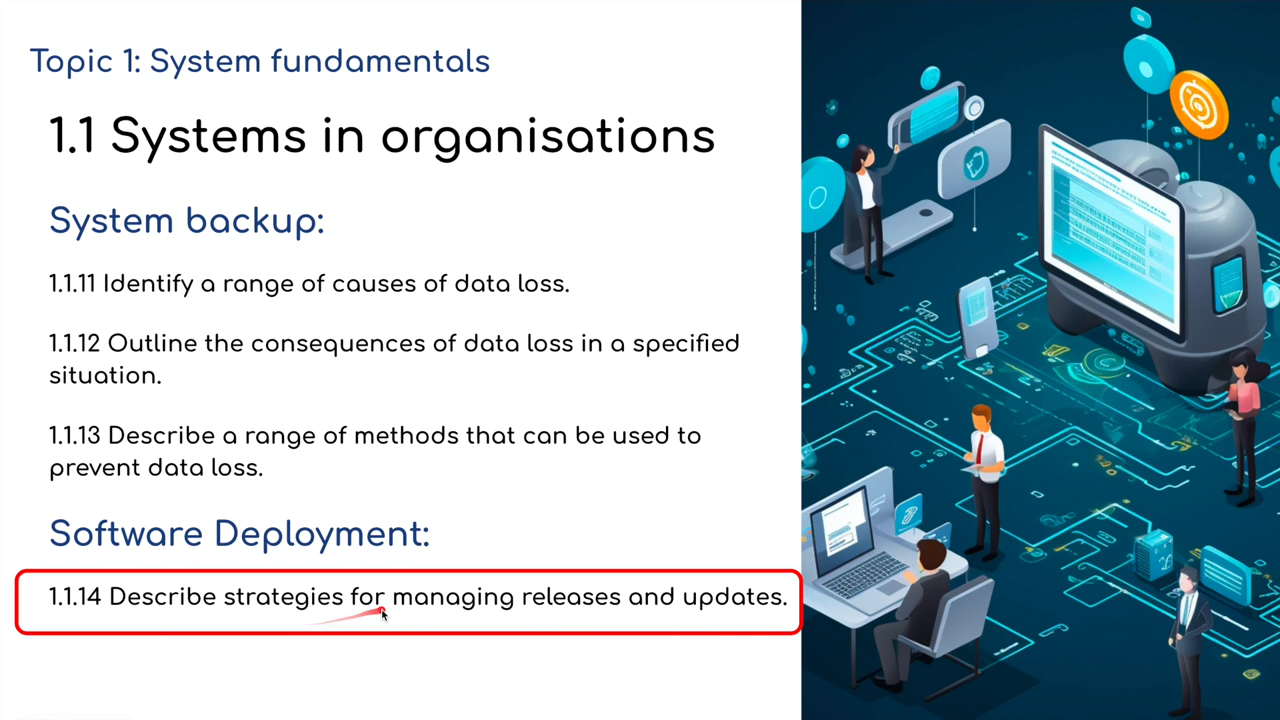 Topic 1: System fundamentals
1.1 Systems in organisations
System backup:
1.1.11 Identify a range of causes of data loss.
1.1.12 Outline the consequences of data loss in a specified
situation.
1.1.13 Describe a range of methods that can be used to
prevent data loss.
Software Deployment:
1.1.14 Describe strategies for managing releases and updates.